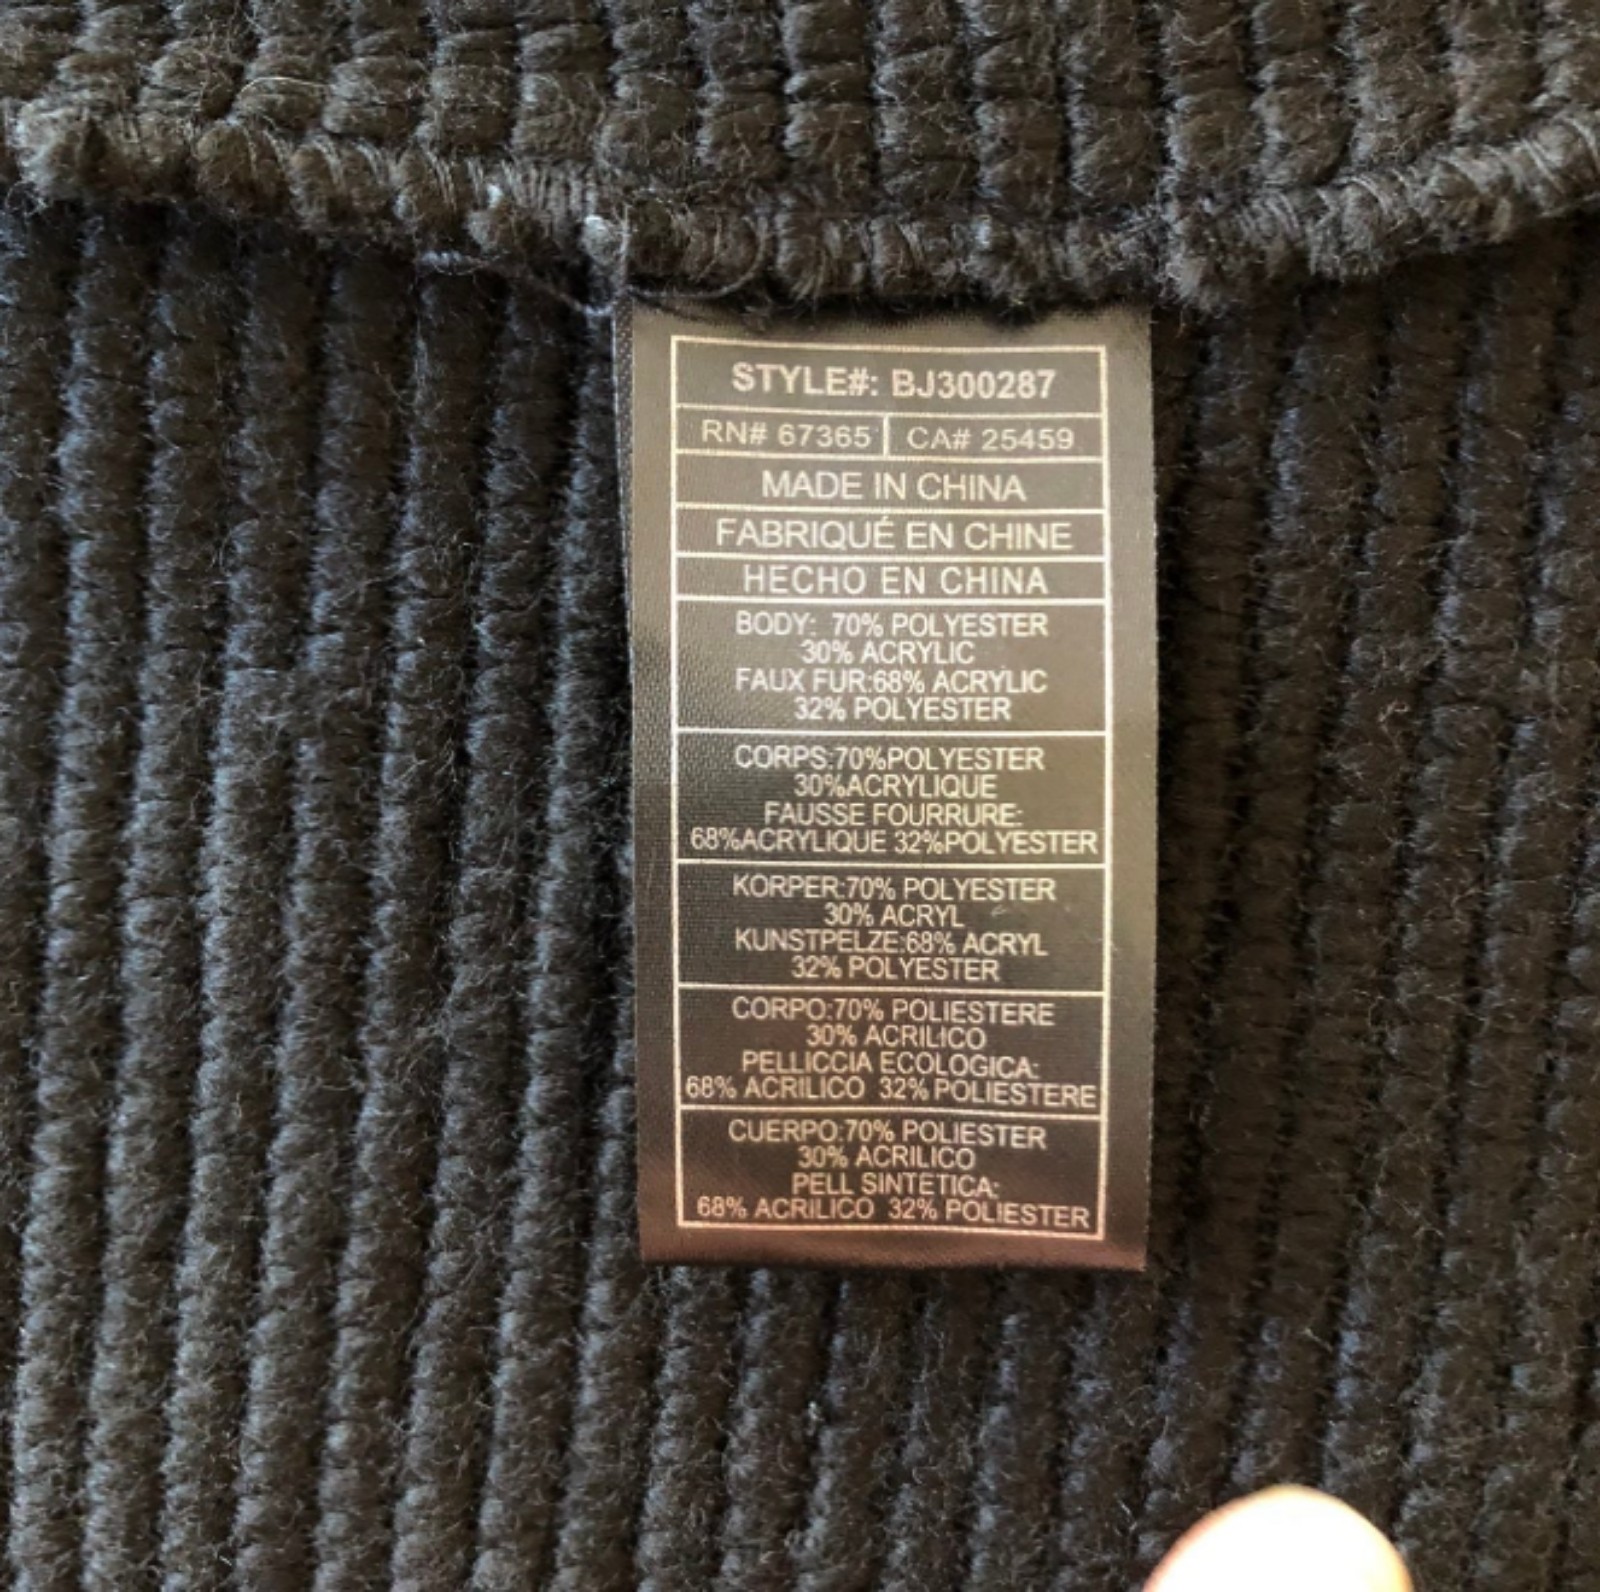 STYLE#: BJ300287
RN# 67365 CA# 25459
MADE IN CHINA
FABRIQUÉ EN CHINE
HECHO EN CHINA
BODY: 70% POLYESTER
30% ACRYLIC
FAUX FUR:68% ACRYLIC
32% POLYESTER
CORPS:70%POLYESTER
30%ACRYLIQUE
FAUSSE FOURRURE:
68%ACRYLIQUE 32%POLYESTER
KORPER:70% POLYESTER
30% ACRYL
KUNSTPELZE:68% ACRYL
32% POLYESTER
CORPO:70% POLIESTERE
30% ACRILICO
PELLICCIA ECOLOGICA:
68% ACRILICO 32% POLIESTERE
CUERPO:70% POLIESTER
30% ACRILICO
PELL SINTETICA:
68% ACRILICO 32% POLIESTER